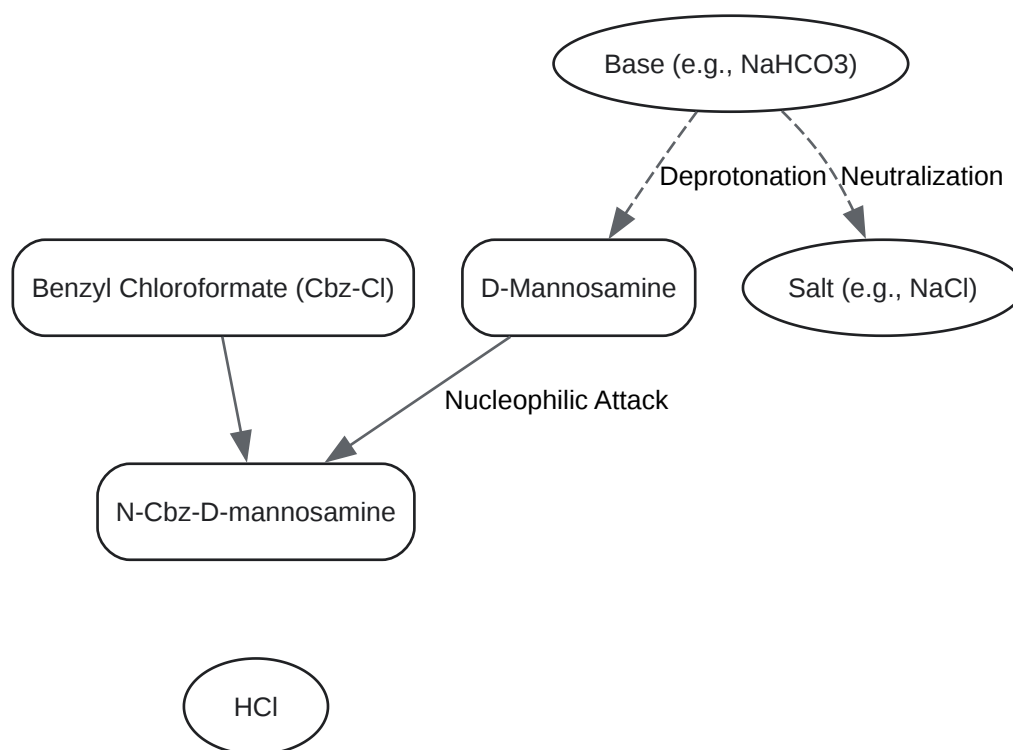 Base (e.g., NaHCO3)
Deprotonation
Neutralization
Benzyl Chloroformate (Cbz-Cl)
D-Mannosamine
Salt (e.g., NaCl)
Nucleophilic Attack
N-Cbz-D-mannosamine
HCl